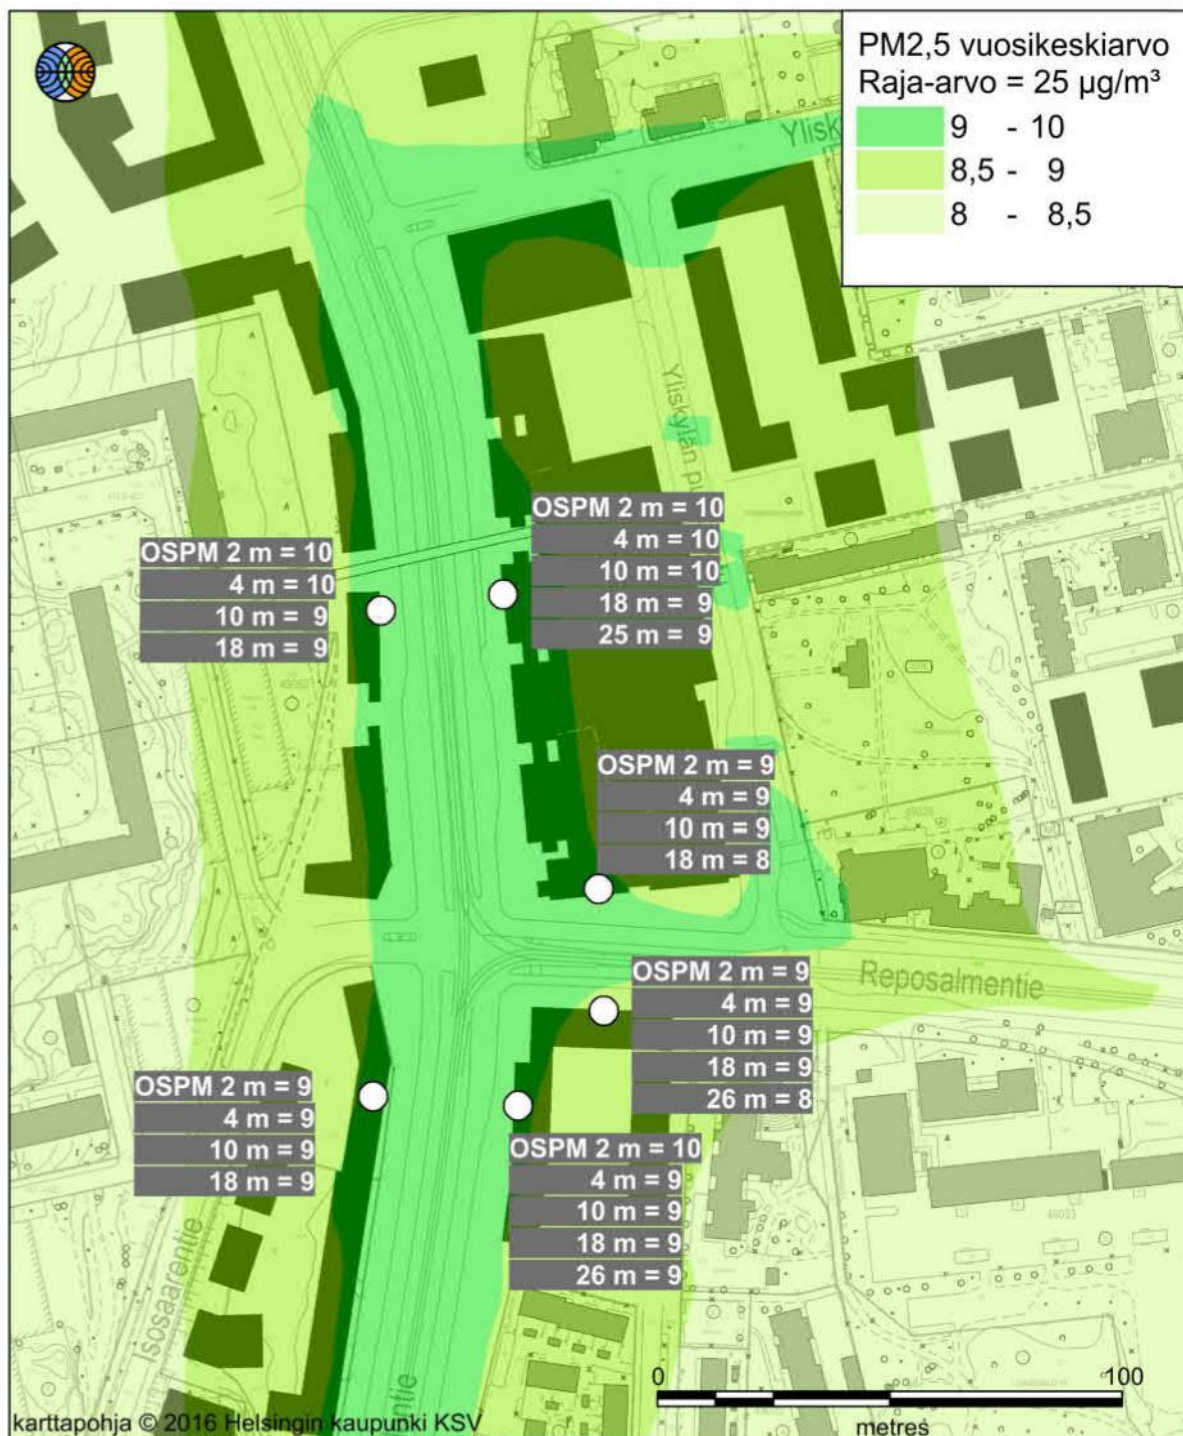 PM2,5 vuosikeskiarvo
Raja-arvo = 25 µg/m³
9 - 10
8,5 - 9
8 - 8,5
Ylisk
Yliskylän pu
OSPM 2 m = 10
4 m = 10
10 m = 10
18 m = 9
25 m = 9
OSPM 2 m = 10
4 m = 10
10 m = 9
18 m = 9
OSPM 2 m = 9
4 m = 9
10 m = 9
18 m = 8
Reposalmentie
OSPM 2 m = 9
4 m = 9
10 m = 9
18 m = 9
26 m = 8
OSPM 2 m = 9
4 m = 9
10 m = 9
18 m = 9
OSPM 2 m = 10
4 m = 9
10 m = 9
18 m = 9
26 m = 9
Isosaarentie
49033
ntie
0 100
metres
karttapohja © 2016 Helsingin kaupunki KSV